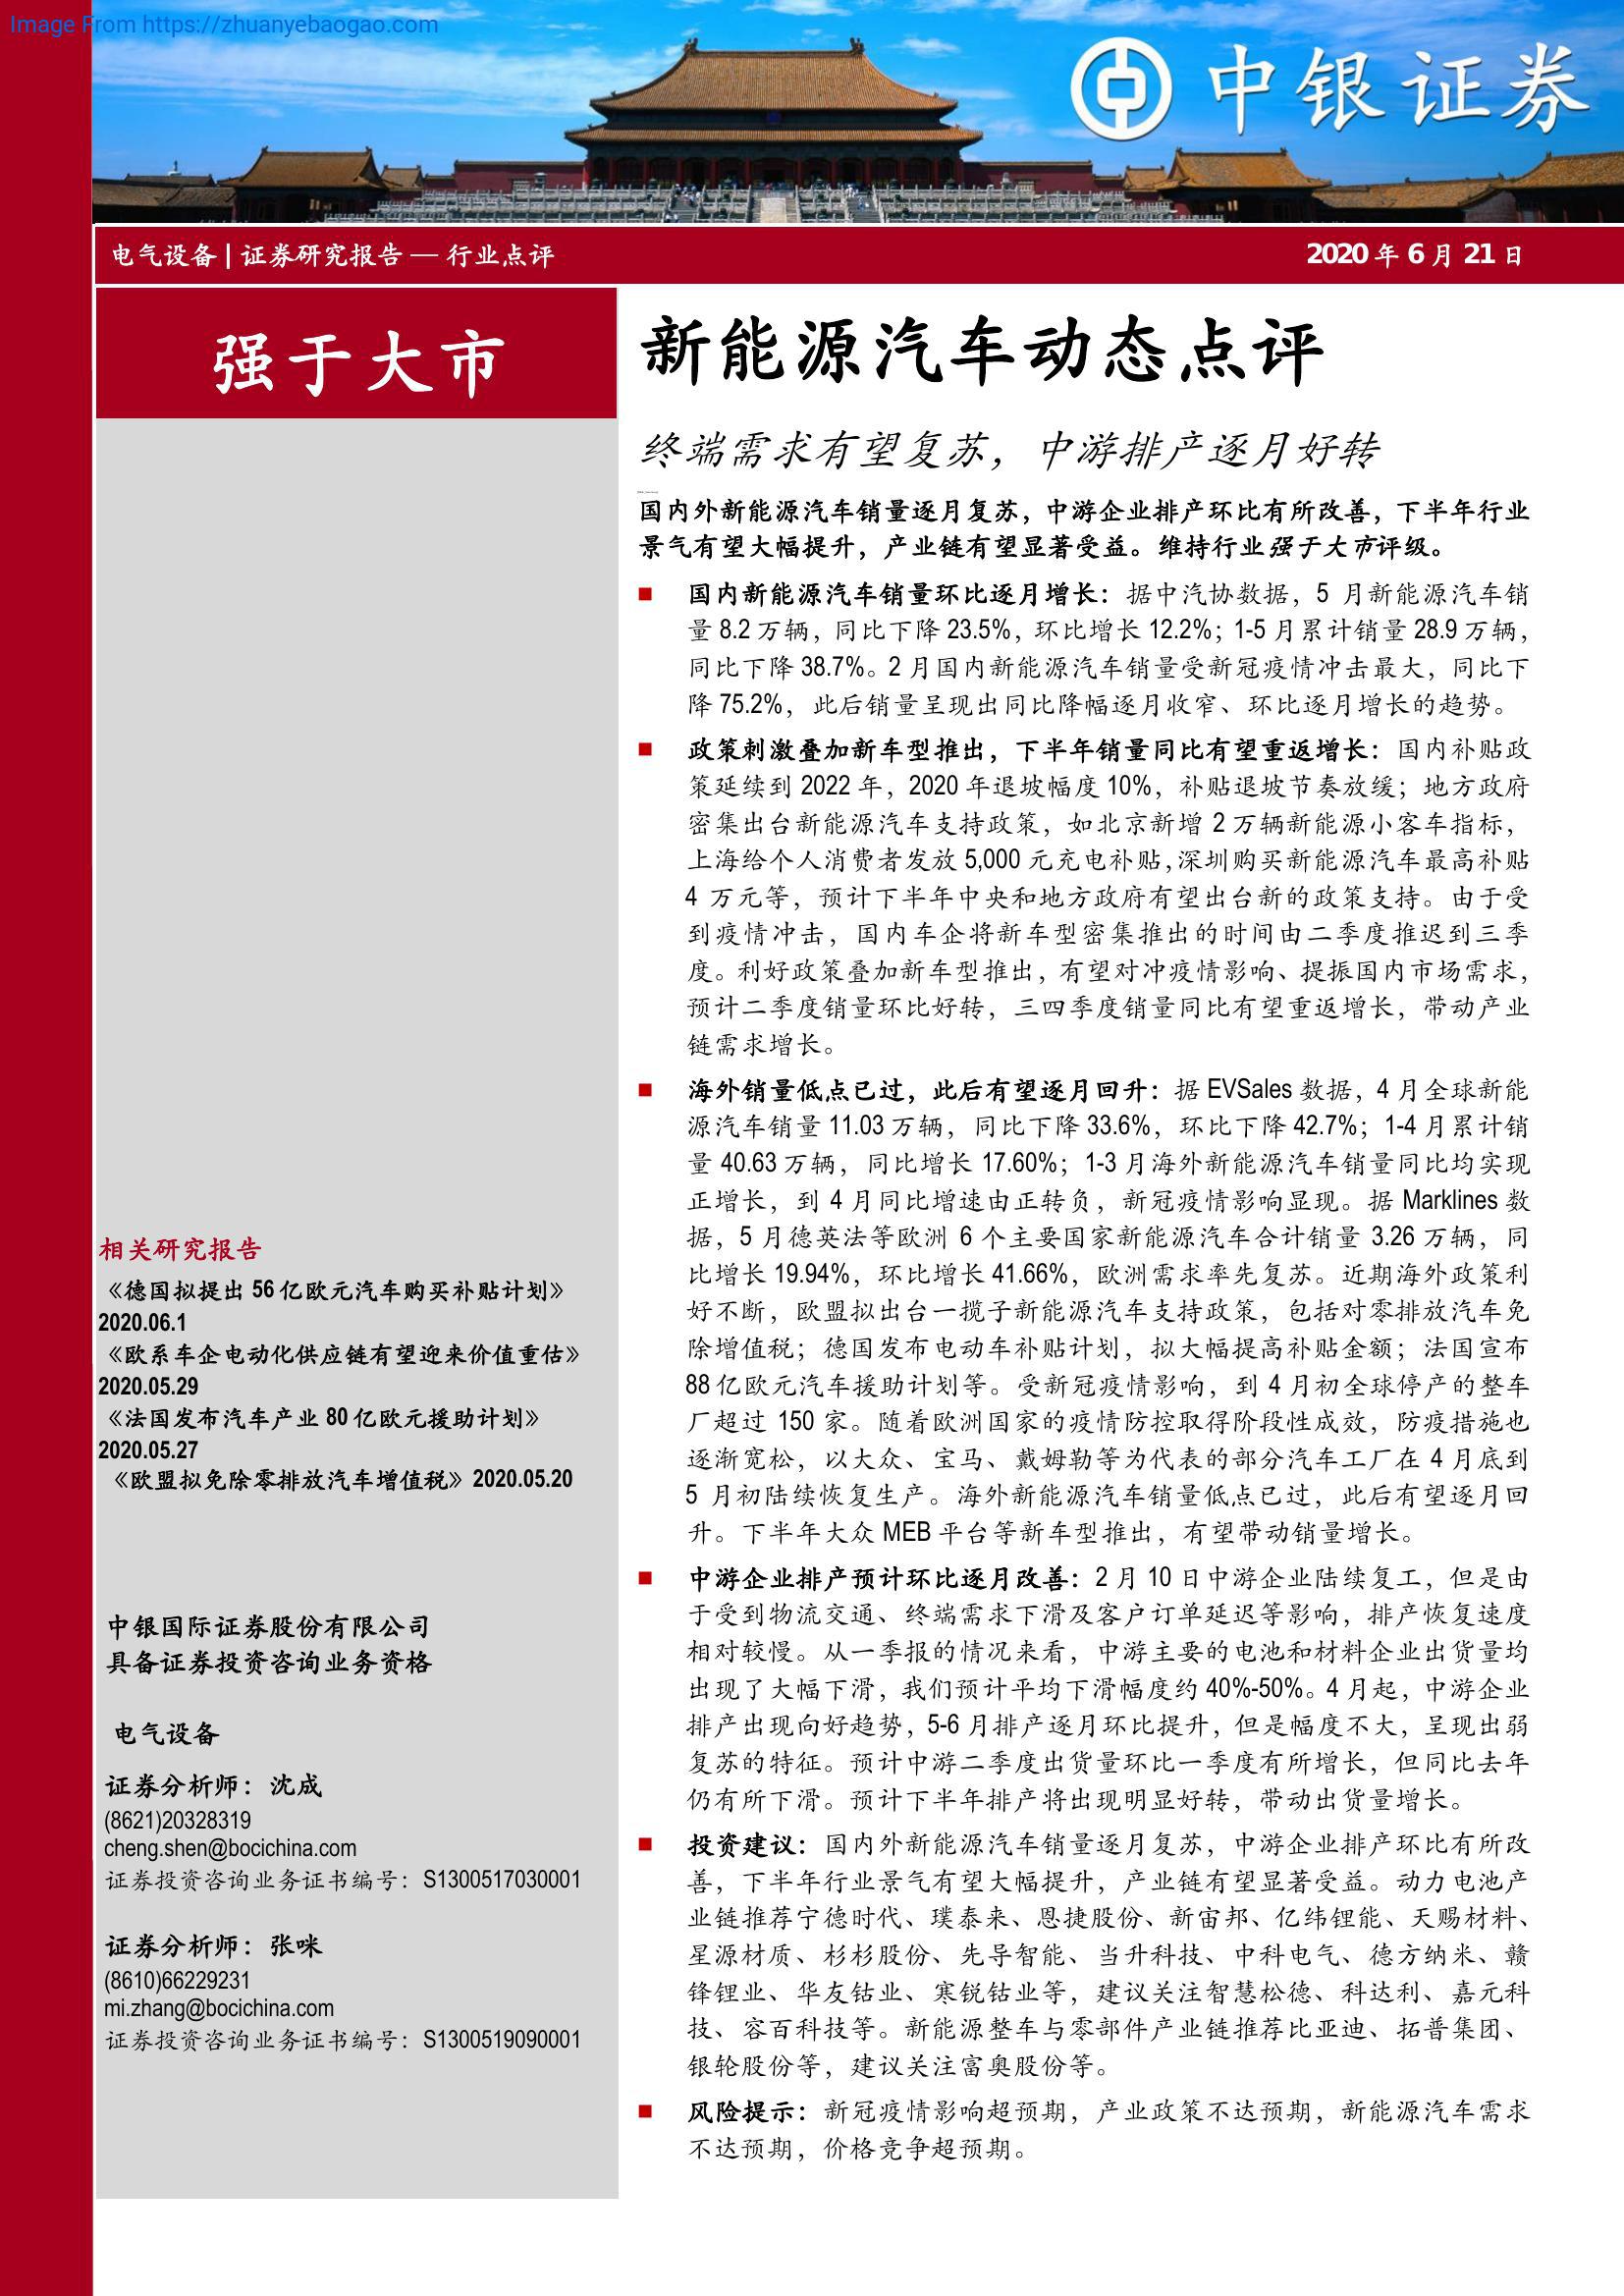 Image From https://zhuanyebaogao.com
中银证券
电气设备 | 证券研究报告 — 行业点评
2020 年 6 月 21 日
强于大市
新能源汽车动态点评
终端需求有望复苏，中游排产逐月好转
国内外新能源汽车销量逐月复苏，中游企业排产环比有所改善，下半年行业
景气有望大幅提升，产业链有望显著受益。维持行业强于大市评级。
■ 国内新能源汽车销量环比逐月增长：据中汽协数据，5 月新能源汽车销
量 8.2 万辆，同比下降 23.5%，环比增长 12.2%；1-5 月累计销量 28.9 万辆，
同比下降 38.7%。2 月国内新能源汽车销量受新冠疫情冲击最大，同比下
降 75.2%，此后销量呈现出同比降幅逐月收窄、环比逐月增长的趋势。
■ 政策刺激叠加新车型推出，下半年销量同比有望重返增长：国内补贴政
策延续到 2022 年，2020 年退坡幅度 10%，补贴退坡节奏放缓；地方政府
密集出台新能源汽车支持政策，如北京新增 2 万辆新能源小客车指标，
上海给个人消费者发放 5,000 元充电补贴，深圳购买新能源汽车最高补贴
4 万元等，预计下半年中央和地方政府有望出台新的政策支持。由于受
到疫情冲击，国内车企将新车型密集推出的时间由二季度推迟到三季
度。利好政策叠加新车型推出，有望对冲疫情影响、提振国内市场需求，
预计二季度销量环比好转，三四季度销量同比有望重返增长，带动产业
链需求增长。
■ 海外销量低点已过，此后有望逐月回升：据 EVSales 数据，4 月全球新能
源汽车销量 11.03 万辆，同比下降 33.6%，环比下降 42.7%；1-4 月累计销
量 40.63 万辆，同比增长 17.60%；1-3 月海外新能源汽车销量同比均实现
正增长，到 4 月同比增速由正转负，新冠疫情影响显现。据 Marklines 数
据，5 月德英法等欧洲 6 个主要国家新能源汽车合计销量 3.26 万辆，同
比增长 19.94%，环比增长 41.66%，欧洲需求率先复苏。近期海外政策利
好不断，欧盟拟出台一揽子新能源汽车支持政策，包括对零排放汽车免
除增值税；德国发布电动车补贴计划，拟大幅提高补贴金额；法国宣布
88 亿欧元汽车援助计划等。受新冠疫情影响，到 4 月初全球停产的整车
厂超过 150 家。随着欧洲国家的疫情防控取得阶段性成效，防疫措施也
逐渐宽松，以大众、宝马、戴姆勒等为代表的部分汽车工厂在 4 月底到
5 月初陆续恢复生产。海外新能源汽车销量低点已过，此后有望逐月回
升。下半年大众 MEB 平台等新车型推出，有望带动销量增长。
■ 中游企业排产预计环比逐月改善：2 月 10 日中游企业陆续复工，但是由
于受到物流交通、终端需求下滑及客户订单延迟等影响，排产恢复速度
相对较慢。从一季报的情况来看，中游主要的电池和材料企业出货量均
出现了大幅下滑，我们预计平均下滑幅度约 40%-50%。4 月起，中游企业
排产出现向好趋势，5-6 月排产逐月环比提升，但是幅度不大，呈现出弱
复苏的特征。预计中游二季度出货量环比一季度有所增长，但同比去年
仍有所下滑。预计下半年排产将出现明显好转，带动出货量增长。
■ 投资建议：国内外新能源汽车销量逐月复苏，中游企业排产环比有所改
善，下半年行业景气有望大幅提升，产业链有望显著受益。动力电池产
业链推荐宁德时代、璞泰来、恩捷股份、新宙邦、亿纬锂能、天赐材料、
星源材质、杉杉股份、先导智能、当升科技、中科电气、德方纳米、赣
锋锂业、华友钴业、寒锐钴业等，建议关注智慧松德、科达利、嘉元科
技、容百科技等。新能源整车与零部件产业链推荐比亚迪、拓普集团、
银轮股份等，建议关注富奥股份等。
■ 风险提示：新冠疫情影响超预期，产业政策不达预期，新能源汽车需求
不达预期，价格竞争超预期。
相关研究报告
《德国拟提出 56 亿欧元汽车购买补贴计划》
2020.06.1
《欧系车企电动化供应链有望迎来价值重估》
2020.05.29
《法国发布汽车产业 80 亿欧元援助计划》
2020.05.27
《欧盟拟免除零排放汽车增值税》2020.05.20
中银国际证券股份有限公司
具备证券投资咨询业务资格
电气设备
证券分析师：沈成
(8621)20328319
cheng.shen@bocichina.com
证券投资咨询业务证书编号：S1300517030001
证券分析师：张咪
(8610)66229231
mi.zhang@bocichina.com
证券投资咨询业务证书编号：S1300519090001